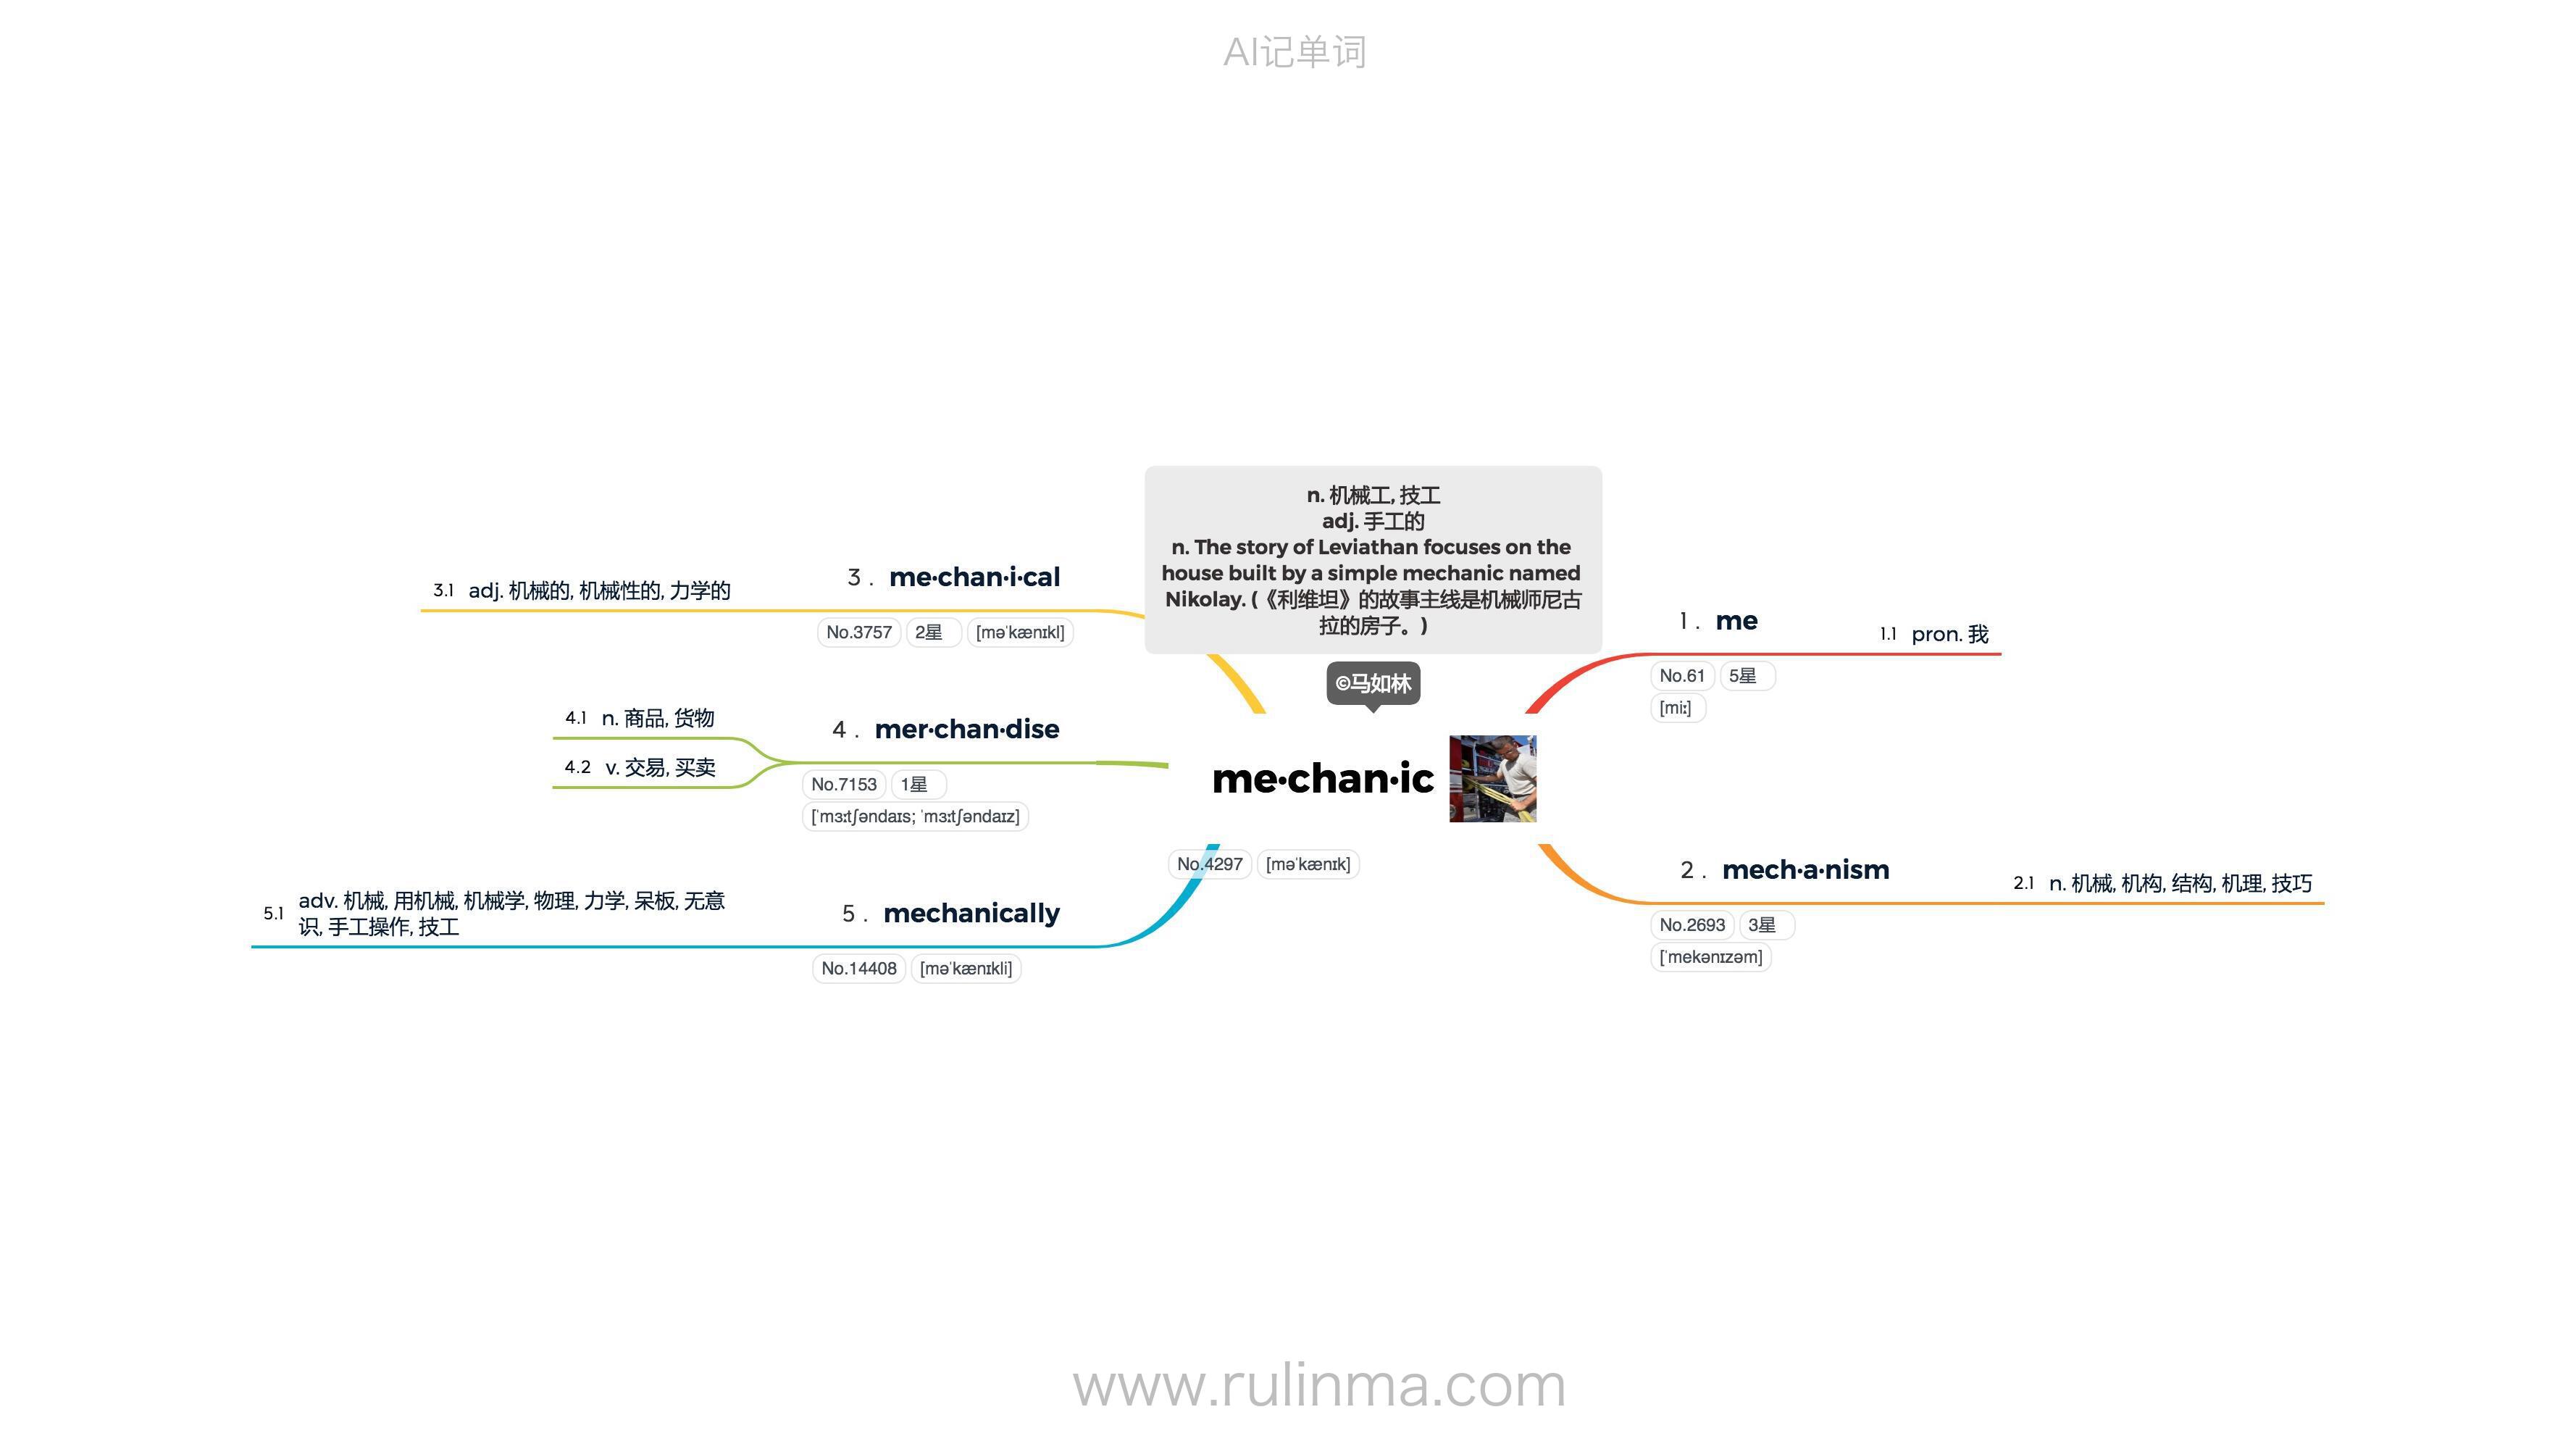 AI记单词
n. 机械工, 技工
adj. 手工的
n. The story of Leviathan focuses on the
house built by a simple mechanic named
Nikolay. (《利维坦》的故事主线是机械师尼古
拉的房子。)
©马如林
me·chan·ic
No.4297 [məˈkænɪk]
1 . me
No.61 5星
[miː]
1.1 pron. 我
2 . mech·a·nism
No.2693 3星
[ˈmekənɪzəm]
2.1 n. 机械, 机构, 结构, 机理, 技巧
3 . me·chan·i·cal
No.3757 2星 [məˈkænɪkl]
3.1 adj. 机械的, 机械性的, 力学的
4 . mer·chan·dise
No.7153 1星
[ˈmɜːtʃəndaɪs; ˈmɜːtʃəndaɪz]
4.1 n. 商品, 货物
4.2 v. 交易, 买卖
5 . mechanically
No.14408 [məˈkænɪkli]
5.1 adv. 机械, 用机械, 机械学, 物理, 力学, 呆板, 无意
识, 手工操作, 技工
www.rulinma.com